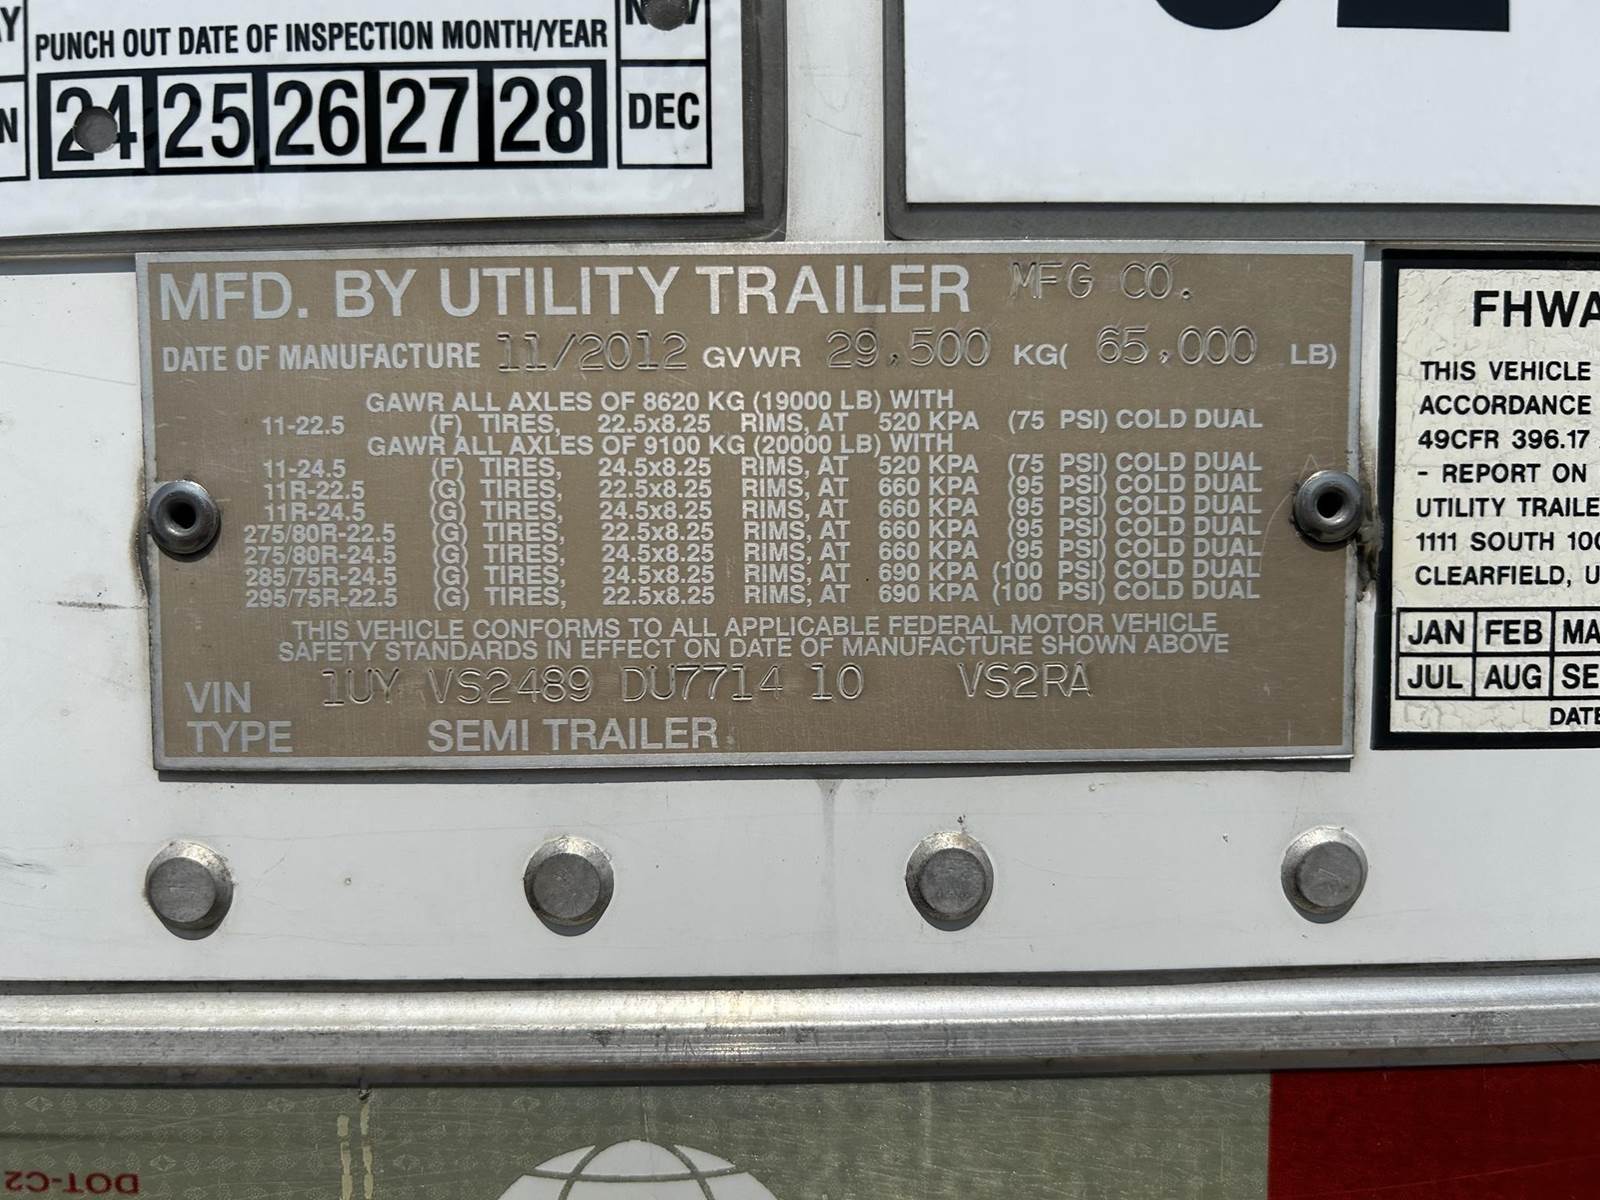 PUNCH OUT DATE OF INSPECTION MONTH/YEAR
24 25 26 27 28
DEC
MFD. BY UTILITY TRAILER MFG CO.
DATE OF MANUFACTURE 11/2012 GVWR 29,500 KG( 65,000 LB)
GAWR ALL AXLES OF 8620 KG (19000 LB) WITH
11-22.5 (F) TIRES, 22.5x8.25 RIMS, AT 520 KPA (75 PSI) COLD DUAL
GAWR ALL AXLES OF 9100 KG (20000 LB) WITH
11-24.5 (F) TIRES, 24.5x8.25 RIMS, AT 520 KPA (75 PSI) COLD DUAL
11R-22.5 (G) TIRES, 22.5x8.25 RIMS, AT 660 KPA (95 PSI) COLD DUAL
11R-24.5 (G) TIRES, 24.5x8.25 RIMS, AT 660 KPA (95 PSI) COLD DUAL
275/80R-22.5 (G) TIRES, 22.5x8.25 RIMS, AT 660 KPA (95 PSI) COLD DUAL
275/80R-24.5 (G) TIRES, 24.5x8.25 RIMS, AT 660 KPA (95 PSI) COLD DUAL
285/75R-24.5 (G) TIRES, 24.5x8.25 RIMS, AT 690 KPA (100 PSI) COLD DUAL
295/75R-22.5 (G) TIRES, 22.5x8.25 RIMS, AT 690 KPA (100 PSI) COLD DUAL
THIS VEHICLE CONFORMS TO ALL APPLICABLE FEDERAL MOTOR VEHICLE
SAFETY STANDARDS IN EFFECT ON DATE OF MANUFACTURE SHOWN ABOVE
VIN 1UY VS2489 DU7714 10 VS2RA
TYPE SEMI TRAILER
FHWA
THIS VEHICLE
ACCORDANCE
49CFR 396.17
- REPORT ON
UTILITY TRAILE
1111 SOUTH 100
CLEARFIELD, U
JAN FEB MA
JUL AUG SE
DATE
DOT-C2